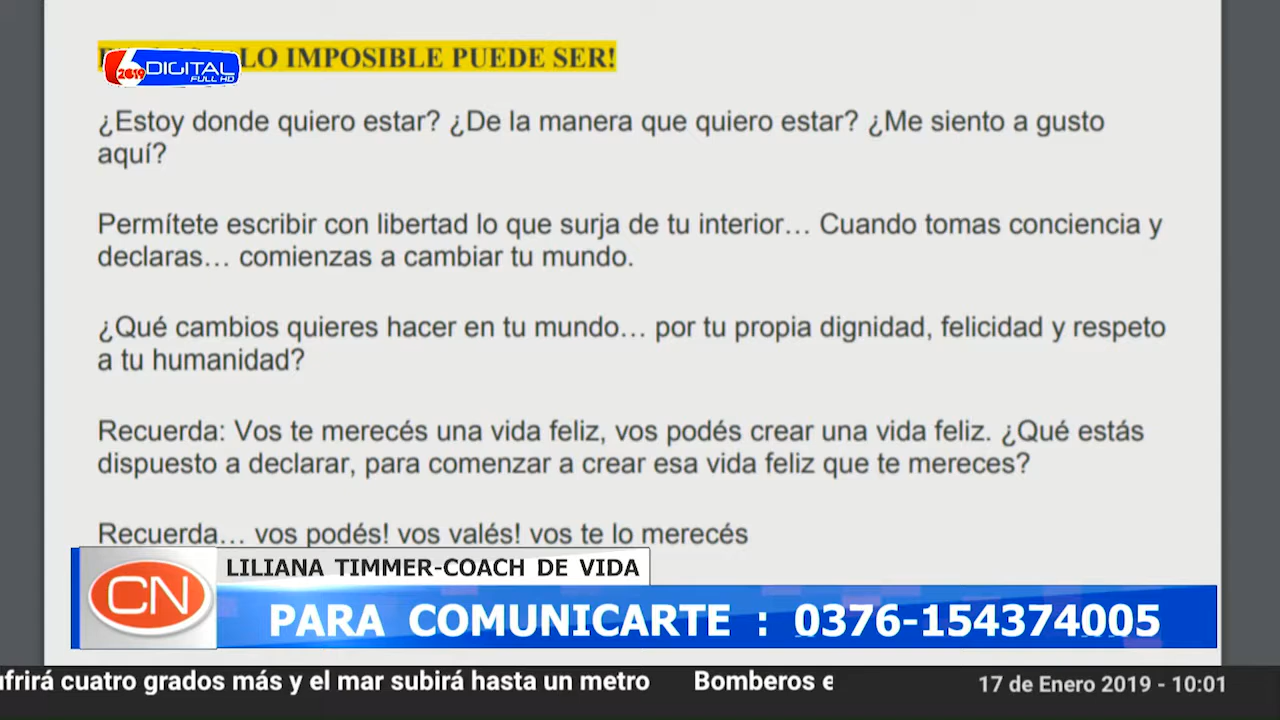 LO IMPOSIBLE PUEDE SER!
6 DIGITAL
2019
FULL HD
¿Estoy donde quiero estar? ¿De la manera que quiero estar? ¿Me siento a gusto
aquí?
Permítete escribir con libertad lo que surja de tu interior… Cuando tomas conciencia y
declaras… comienzas a cambiar tu mundo.
¿Qué cambios quieres hacer en tu mundo… por tu propia dignidad, felicidad y respeto
a tu humanidad?
Recuerda: Vos te merecés una vida feliz, vos podés crear una vida feliz. ¿Qué estás
dispuesto a declarar, para comenzar a crear esa vida feliz que te mereces?
Recuerda… vos podés! vos valés! vos te lo merecés
LILIANA TIMMER-COACH DE VIDA
CN
PARA COMUNICARTE : 0376-154374005
ufrirá cuatro grados más y el mar subirá hasta un metro Bomberos e
17 de Enero 2019 - 10:01